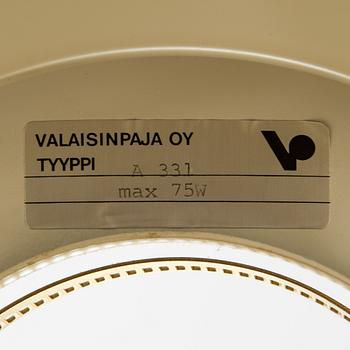 VALAISINPAJA OY
TYYPPI A 331
max 75W